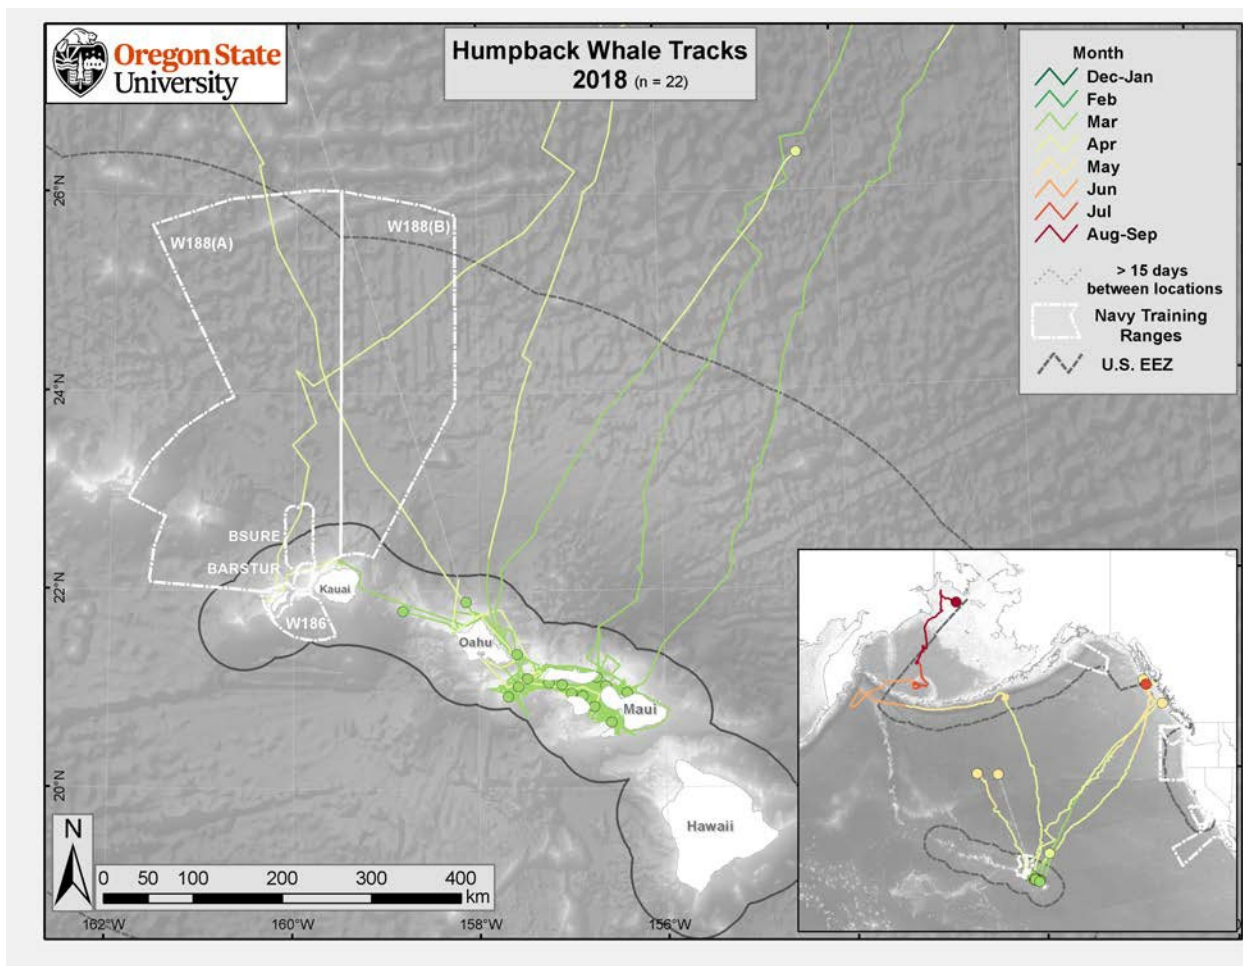 Oregon State
University
Humpback Whale Tracks
2018 (n = 22)
Month
Dec-Jan
Feb
Mar
Apr
May
Jun
Jul
Aug-Sep
> 15 days
between locations
Navy Training
Ranges
U.S. EEZ
26°N
24°N
22°N
20°N
W188(A)
W188(B)
BSURE
BARSTUR
Kauai
W186
Oahu
Maui
Hawaii
N
0 50 100 200 300 400
km
162°W 160°W 158°W 156°W